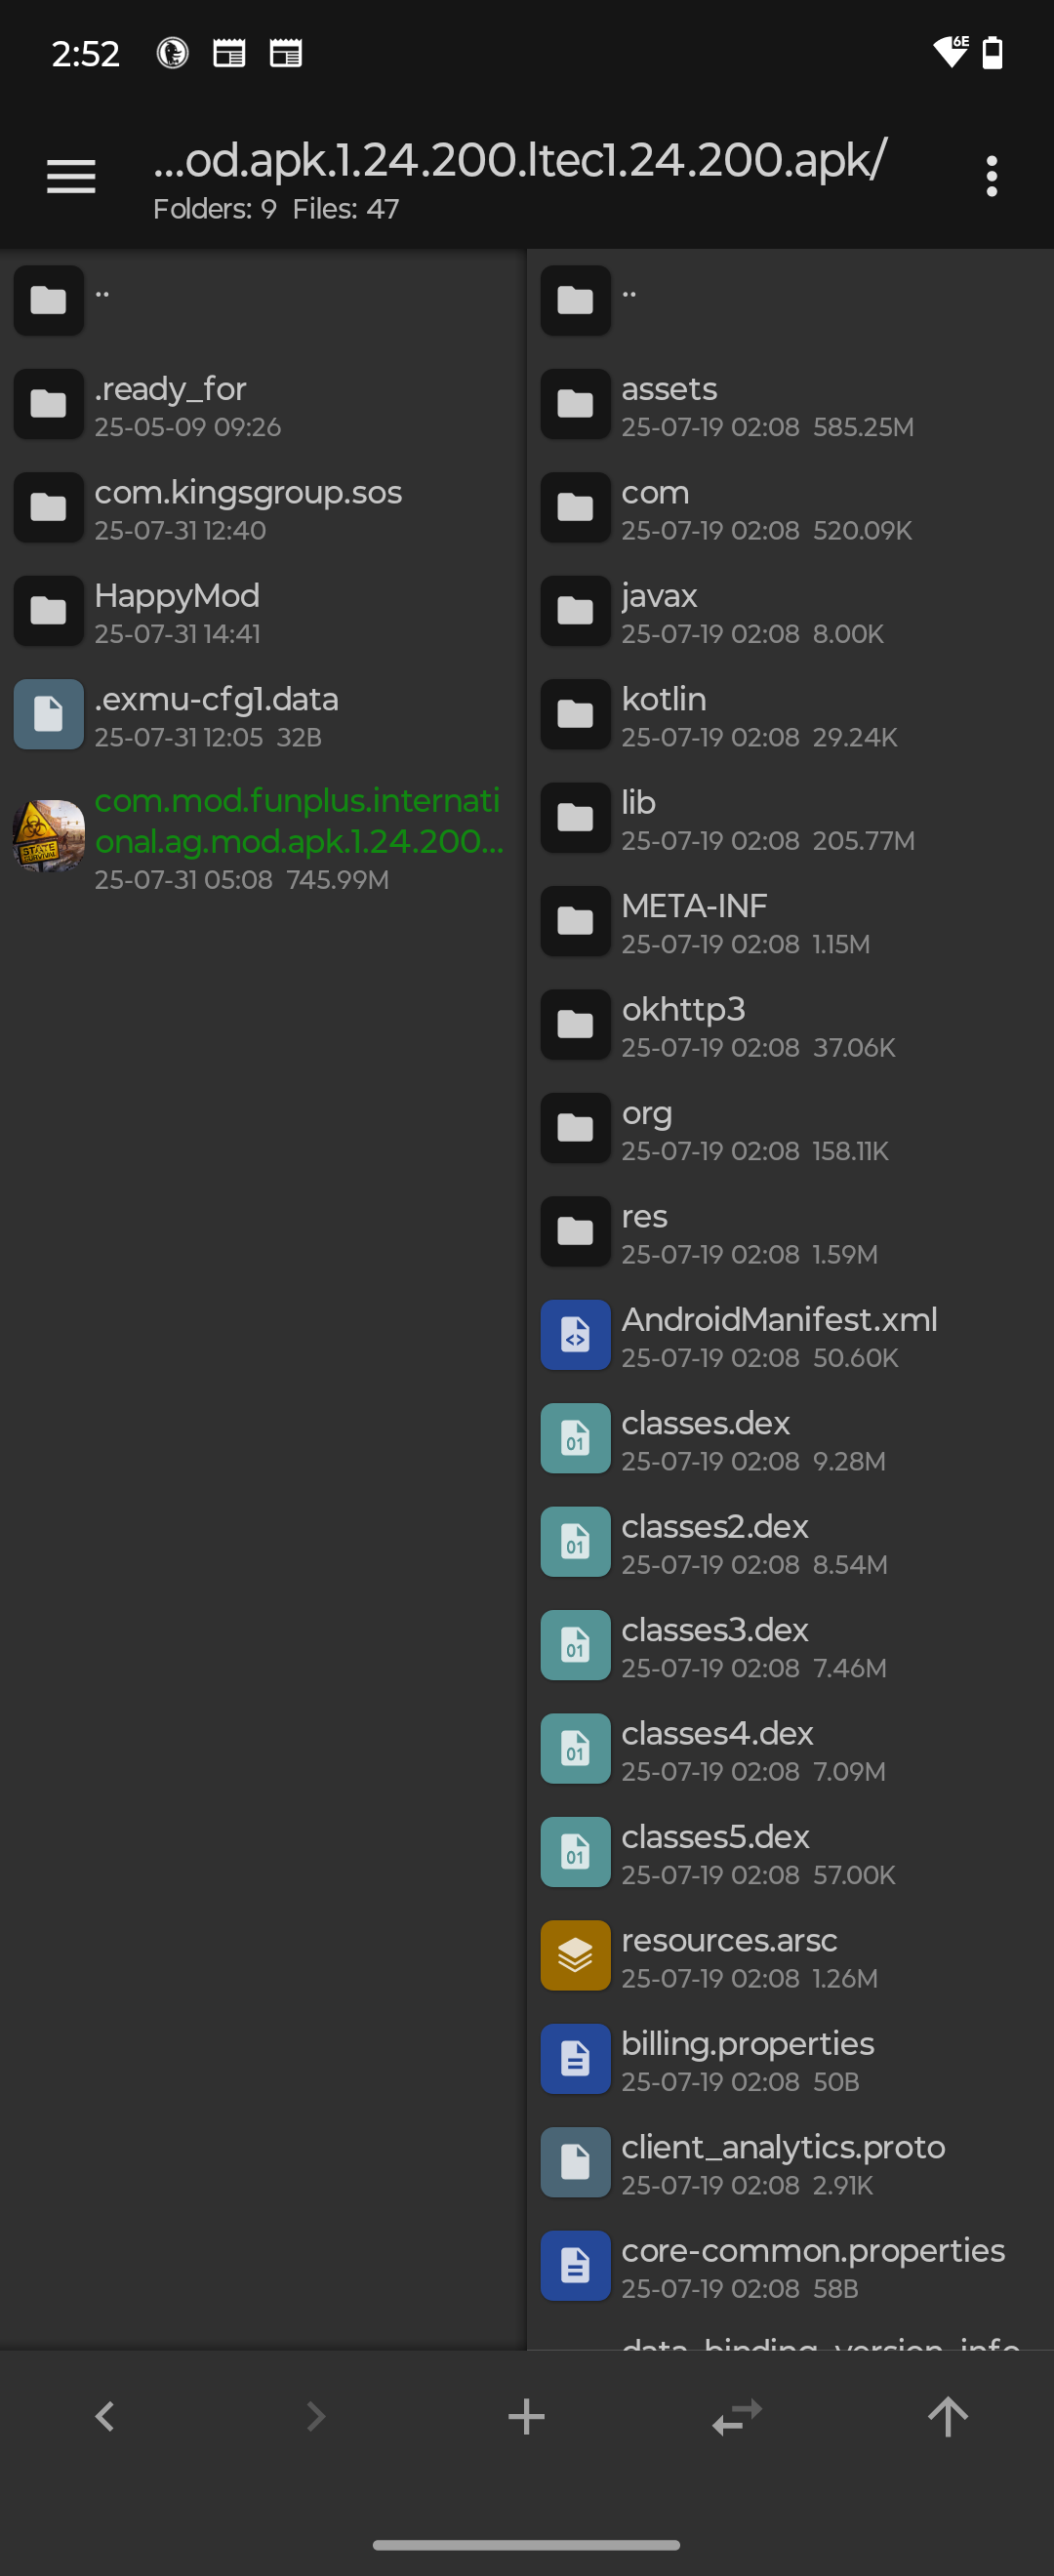 2:52
6E
...od.apk.1.24.200.ltec1.24.200.apk/
Folders: 9 Files: 47
..
.ready_for
25-05-09 09:26
com.kingsgroup.sos
25-07-31 12:40
HappyMod
25-07-31 14:41
.exmu-cfg1.data
25-07-31 12:05 32B
com.mod.funplus.internati
onal.ag.mod.apk.1.24.200...
25-07-31 05:08 745.99M
STATE
SURVIVAL
..
assets
25-07-19 02:08 585.25M
com
25-07-19 02:08 520.09K
javax
25-07-19 02:08 8.00K
kotlin
25-07-19 02:08 29.24K
lib
25-07-19 02:08 205.77M
META-INF
25-07-19 02:08 1.15M
okhttp3
25-07-19 02:08 37.06K
org
25-07-19 02:08 158.11K
res
25-07-19 02:08 1.59M
AndroidManifest.xml
25-07-19 02:08 50.60K
classes.dex
25-07-19 02:08 9.28M
classes2.dex
25-07-19 02:08 8.54M
classes3.dex
25-07-19 02:08 7.46M
classes4.dex
25-07-19 02:08 7.09M
classes5.dex
25-07-19 02:08 57.00K
resources.arsc
25-07-19 02:08 1.26M
billing.properties
25-07-19 02:08 50B
client_analytics.proto
25-07-19 02:08 2.91K
core-common.properties
25-07-19 02:08 58B
data_binding_version_info